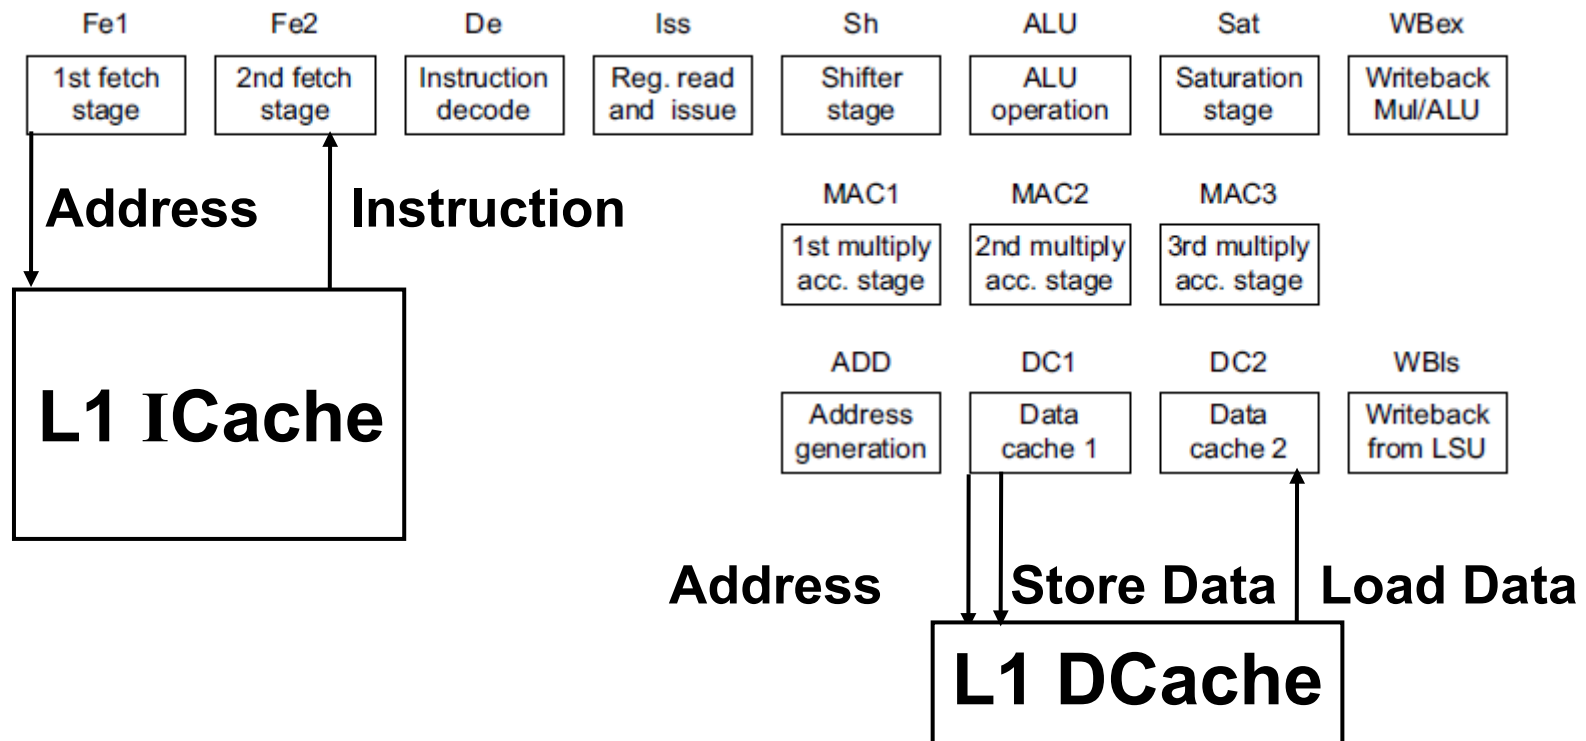 Fe1 Fe2 De Iss Sh ALU Sat WBex
1st fetch 2nd fetch Instruction Reg. read Shifter ALU Saturation Writeback
stage stage decode and issue stage operation stage Mul/ALU
Address Instruction
MAC1 MAC2 MAC3
1st multiply 2nd multiply 3rd multiply
acc. stage acc. stage acc. stage
ADD DC1 DC2 WBls
Address Data Data Writeback
generation cache 1 cache 2 from LSU
L1 ICache
Address Store Data Load Data
L1 DCache